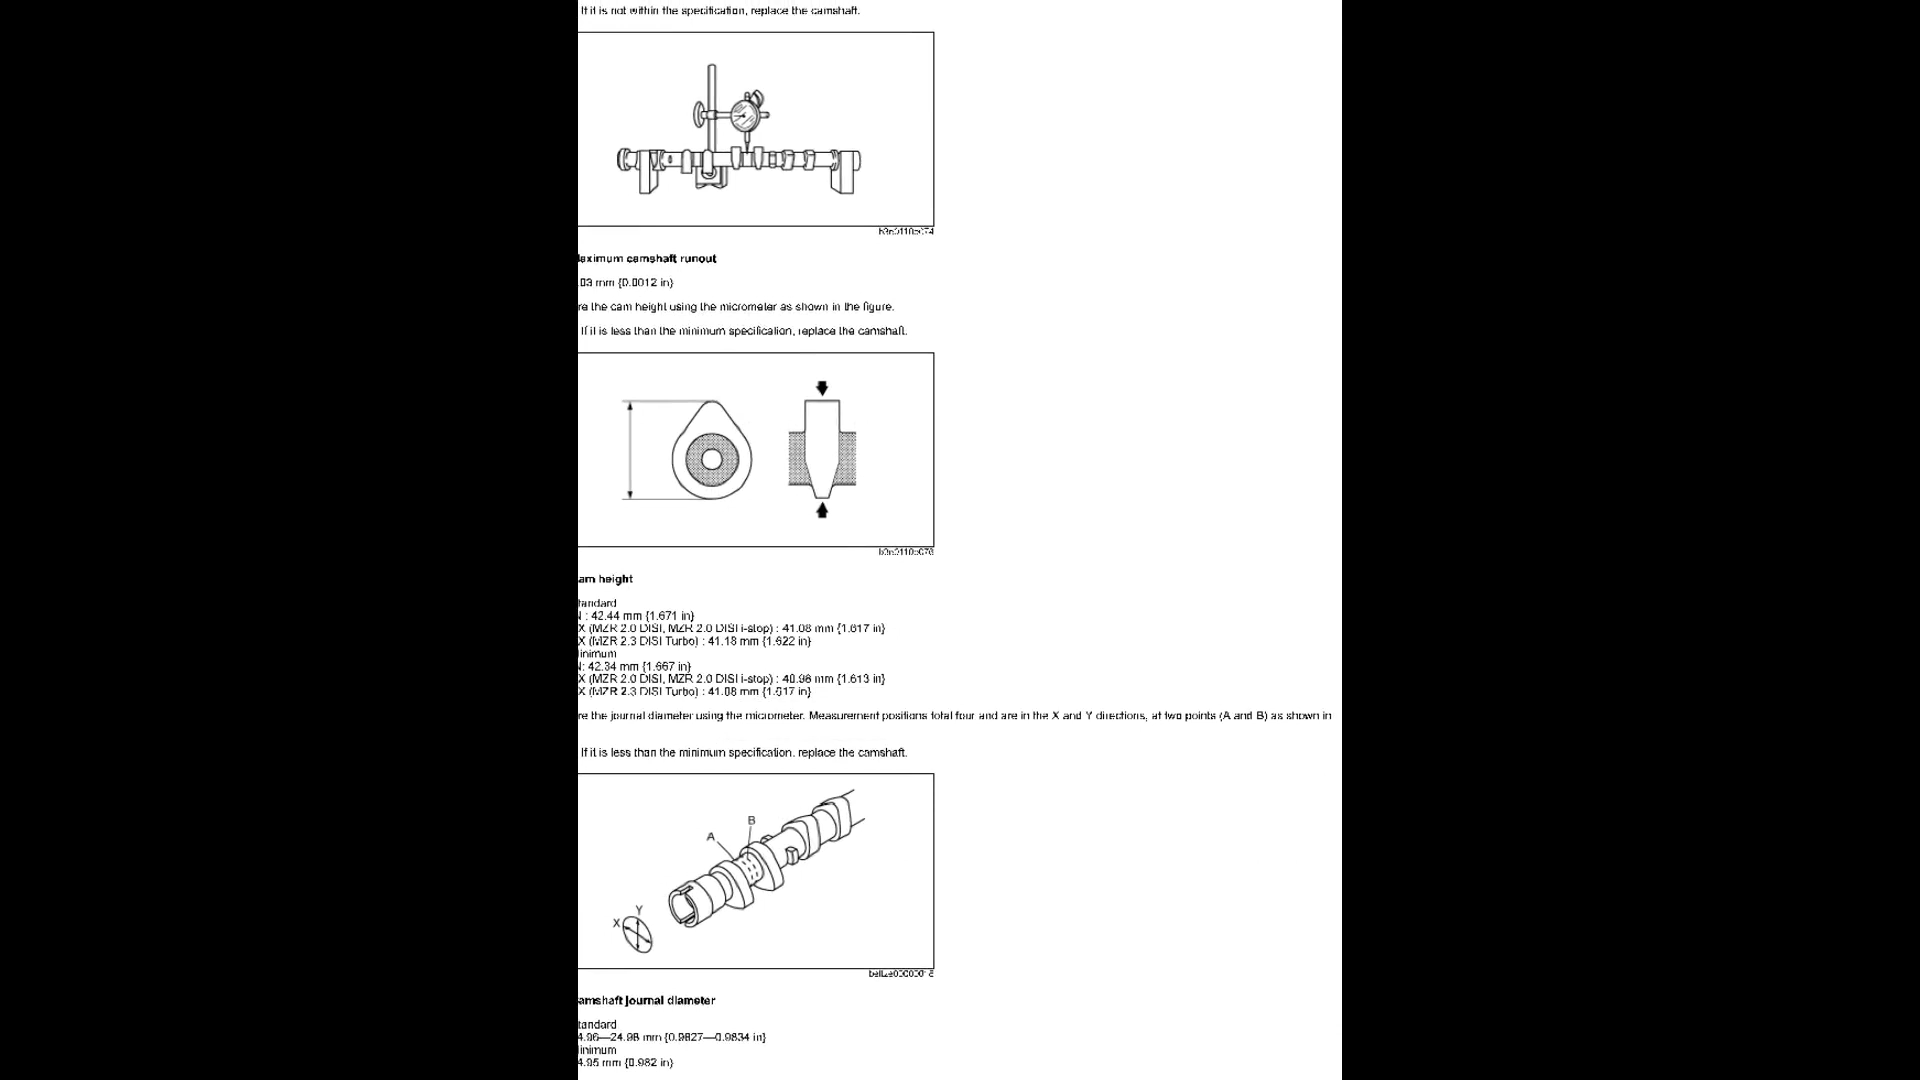 If it is not within the specification, replace the camshaft.
aximum camshaft runout
.03 mm {0.0012 in}
re the cam height using the micrometer as shown in the figure.
If it is less than the minimum specification, replace the camshaft.
am height
tandard
: 42.44 mm {1.671 in}
X (MZR 2.0 DISI, MZR 2.0 DISI i-stop) : 41.08 mm {1.617 in}
X (MZR 2.3 DISI Turbo) : 41.18 mm {1.622 in}
inimum
: 42.34 mm {1.667 in}
X (MZR 2.0 DISI, MZR 2.0 DISI i-stop) : 40.98 mm {1.613 in}
X (MZR 2.3 DISI Turbo) : 41.08 mm {1.617 in}
re the journal diameter using the micrometer. Measurement positions total four and are in the X and Y directions, at two points (A and B) as shown in
If it is less than the minimum specification, replace the camshaft.
B
A
Y
X
amshaft journal diameter
tandard
4.96—24.98 mm {0.9827—0.9834 in}
inimum
4.95 mm {0.982 in}